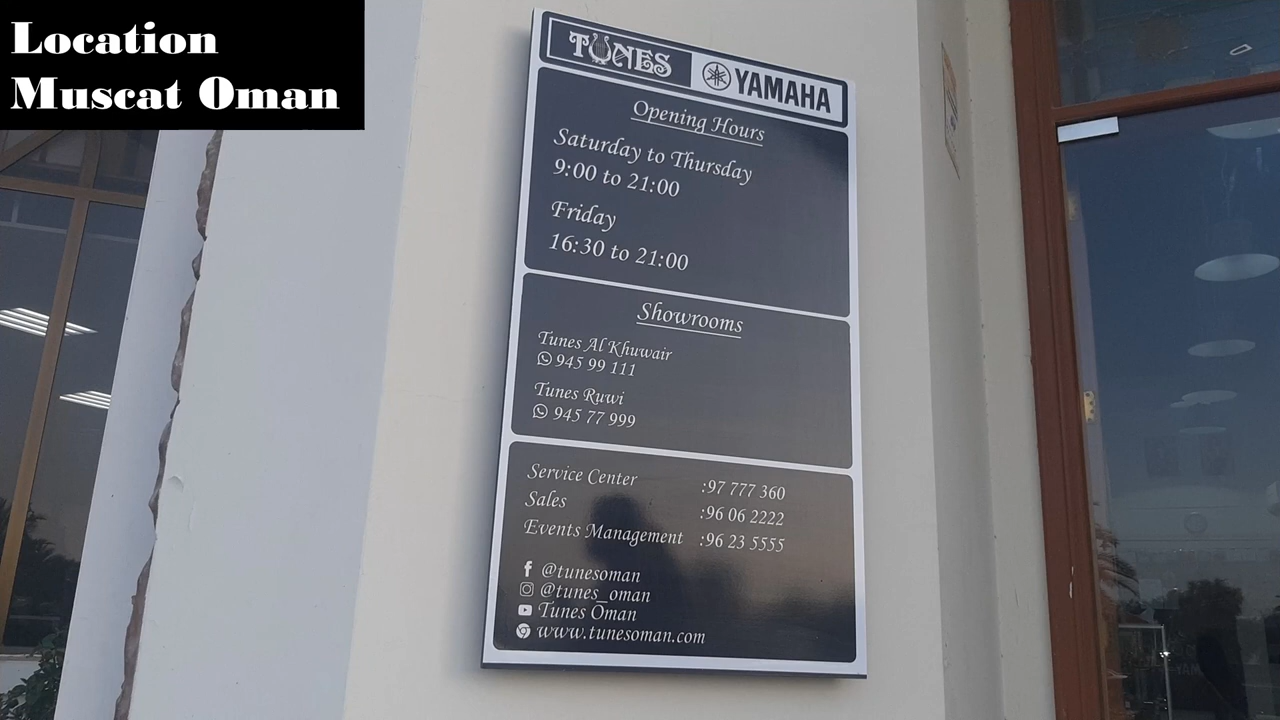 Location
Muscat Oman
TUNES YAMAHA
Opening Hours
Saturday to Thursday
9:00 to 21:00
Friday
16:30 to 21:00
Showrooms
Tunes Al Khuwair
945 99 111
Tunes Ruwi
945 77 999
Service Center :97 777 360
Sales :96 06 2222
Events Management :96 23 5555
@tunesoman
@tunes_oman
Tunes Oman
www.tunesoman.com